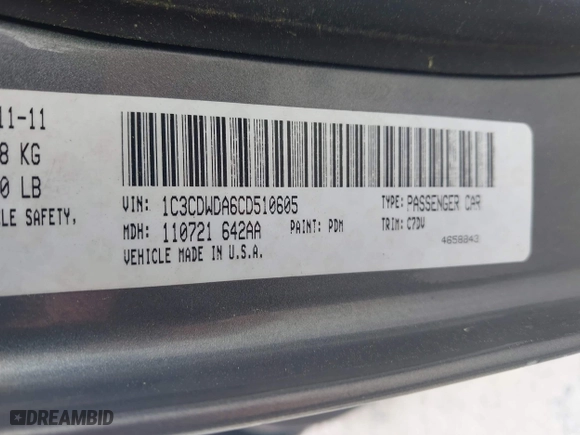 11-11
8 KG
0 LB
LE SAFETY,
VIN: 1C3CDWDA6CD510605
TYPE: PASSENGER CAR
MDH: 110721 642AA
PAINT: PDM
TRIM: C7DV
VEHICLE MADE IN U.S.A.
4658843
DREAMBID